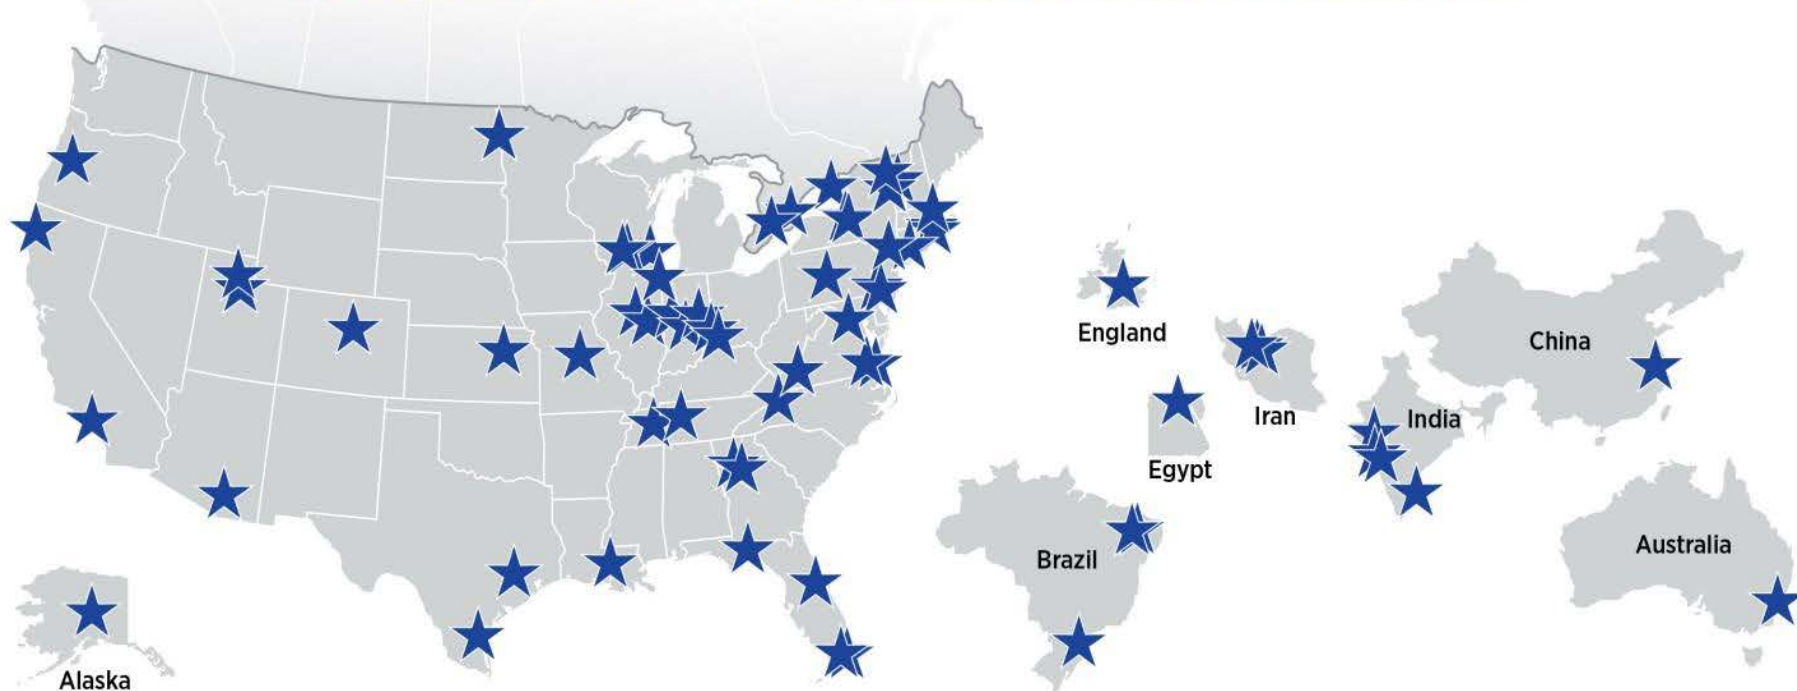 England
China
Iran
India
Egypt
Australia
Brazil
Alaska